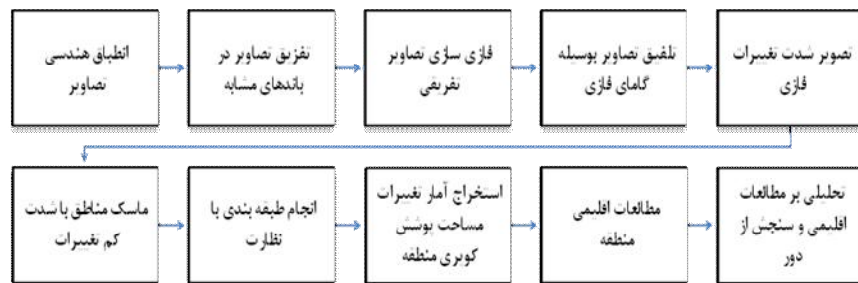 انطباق هندسی
تصاویر
تفریق تصاویر در
باندهای مشابه
فازی سازی تصاویر
تفریقی
تلفیق تصاویر بوسیله
گامای فازی
تصویر شدت تغییرات
فازی
ماسک مناطق با شدت
کم تغییرات
انجام طبقه بندی با
نظارت
استخراج آمار تغییرات
مساحت پوشش
کویری منطقه
مطالعات اقلیمی
منطقه
تحلیلی بر مطالعات
اقلیمی و سنجش از
دور